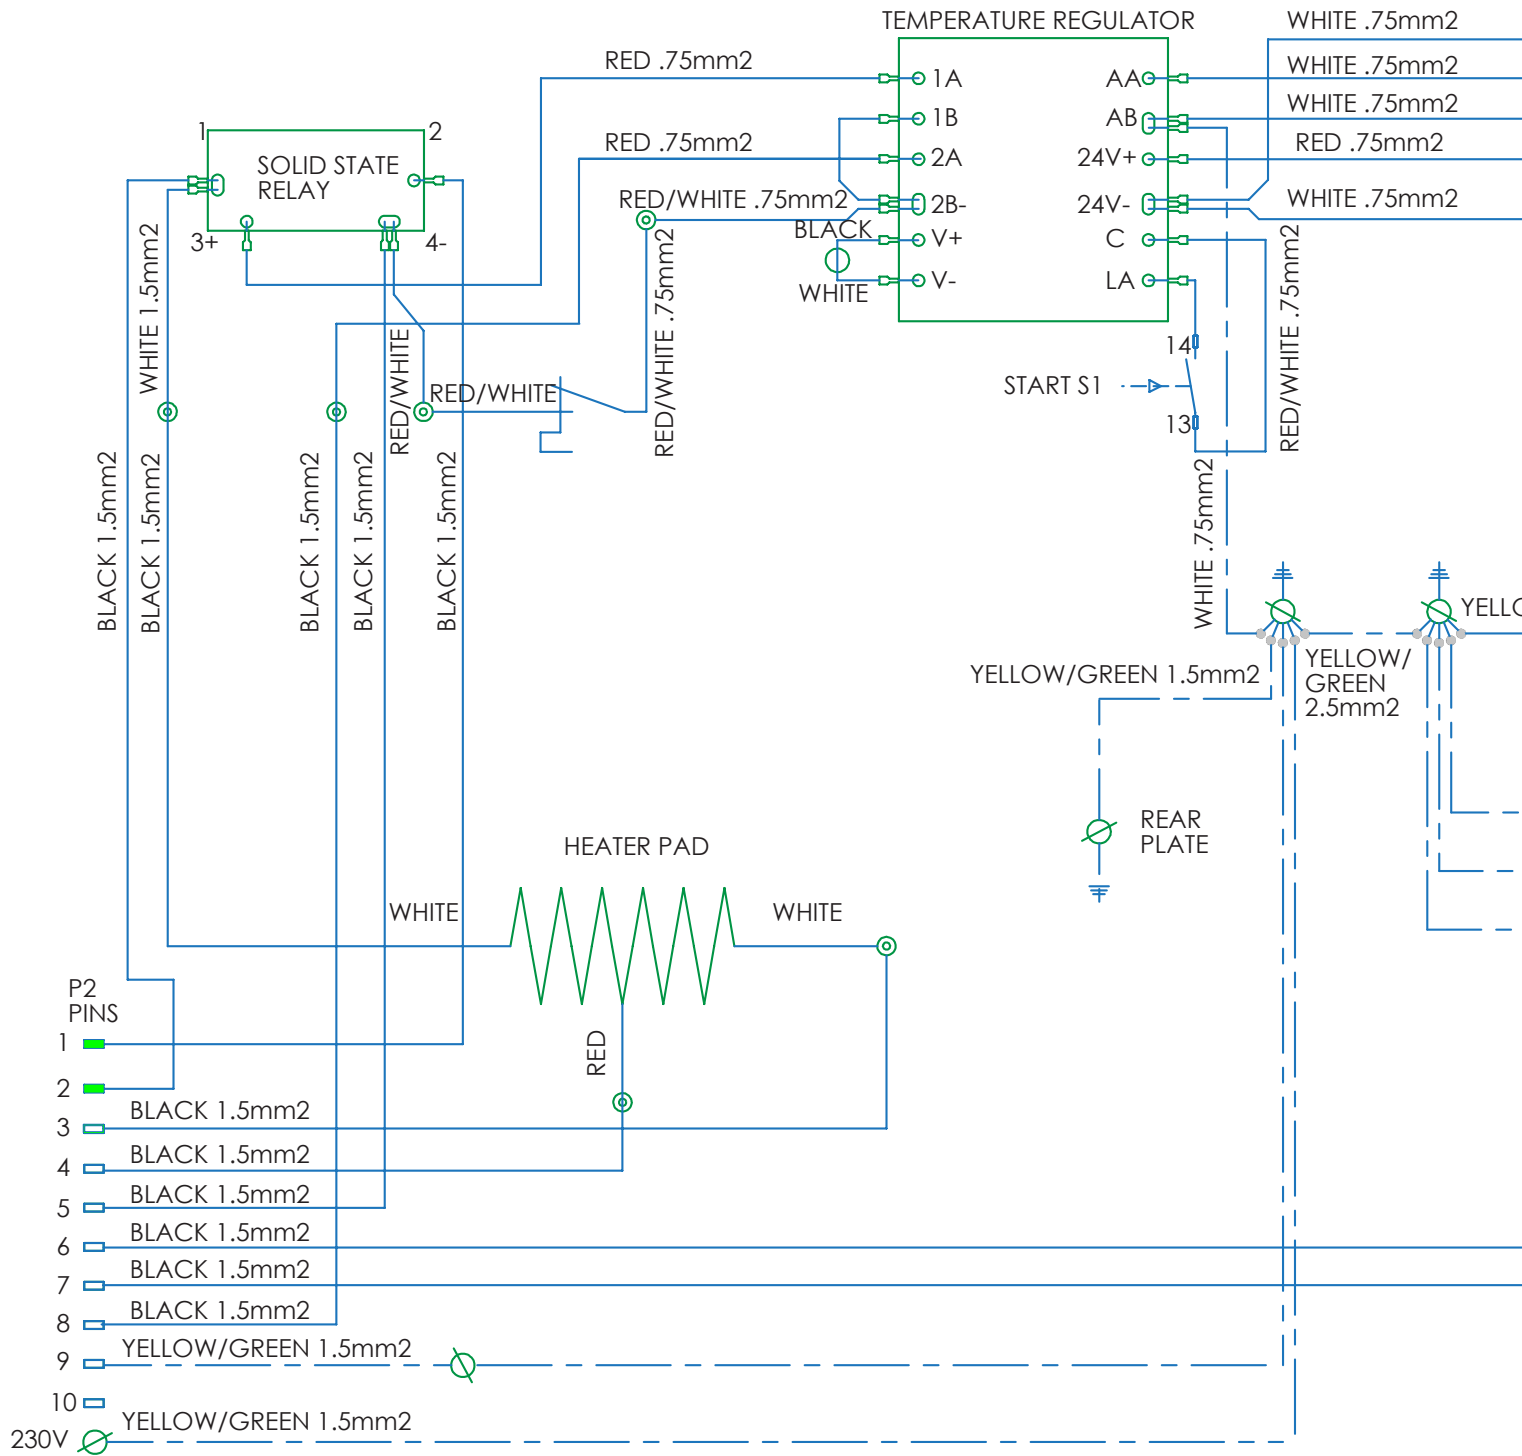 TEMPERATURE REGULATOR
WHITE .75mm2
RED .75mm2
WHITE .75mm2
1A
AA
WHITE .75mm2
1B
AB
1
2
RED .75mm2
RED .75mm2
SOLID STATE
RELAY
2A
24V+
RED/WHITE .75mm2
WHITE .75mm2
2B-
24V-
BLACK
3+
4-
V+
C
WHITE
V-
LA
WHITE 1.5mm2
RED/WHITE
RED/WHITE .75mm2
RED/WHITE .75mm2
14
START S1
RED/WHITE
13
BLACK 1.5mm2
BLACK 1.5mm2
BLACK 1.5mm2
BLACK 1.5mm2
BLACK 1.5mm2
WHITE .75mm2
YELLO
YELLOW/GREEN 1.5mm2
YELLOW/
GREEN
2.5mm2
REAR
PLATE
HEATER PAD
WHITE
WHITE
RED
P2
PINS
1
2
BLACK 1.5mm2
3
BLACK 1.5mm2
4
BLACK 1.5mm2
5
BLACK 1.5mm2
6
BLACK 1.5mm2
7
BLACK 1.5mm2
8
YELLOW/GREEN 1.5mm2
9
10
YELLOW/GREEN 1.5mm2
230V